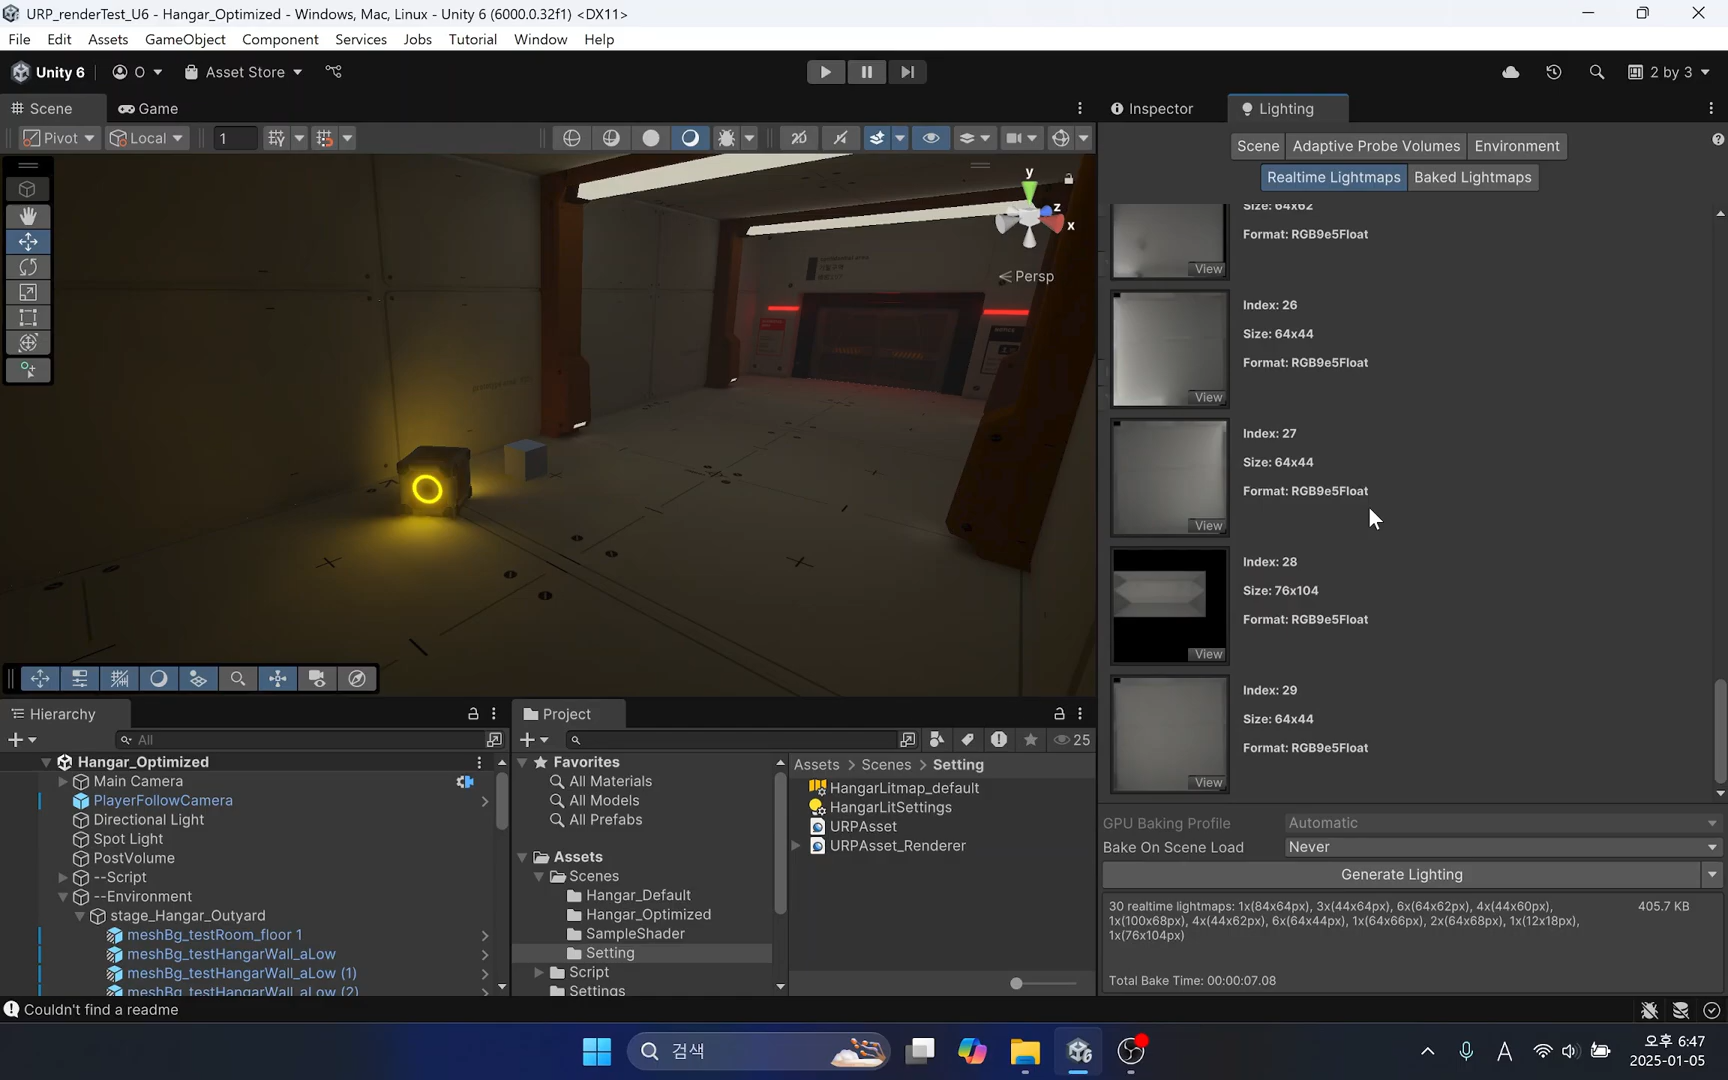 URP_renderTest_U6 - Hangar_Optimized - Windows, Mac, Linux - Unity 6 (6000.0.32f1) <DX11>
File Edit Assets GameObject Component Services Jobs Tutorial Window Help
Unity 6 O Asset Store 2 by 3
Scene Game Inspector Lighting
Pivot Local 1 2D
Scene Adaptive Probe Volumes Environment
Realtime Lightmaps Baked Lightmaps
y
z
x
Persp
Size: 64x62
Format: RGB9e5Float
View
Index: 26
Size: 64x44
Format: RGB9e5Float
View
Index: 27
Size: 64x44
Format: RGB9e5Float
View
Index: 28
Size: 76x104
Format: RGB9e5Float
View
Index: 29
Size: 64x44
Format: RGB9e5Float
View
Hierarchy
All
Hangar_Optimized
Main Camera
PlayerFollowCamera
Directional Light
Spot Light
PostVolume
--Script
--Environment
stage_Hangar_Outyard
meshBg_testRoom_floor 1
meshBg_testHangarWall_aLow
meshBg_testHangarWall_aLow (1)
meshBg_testHangarWall_aLow (2)
Project
25
Favorites
All Materials
All Models
All Prefabs
Assets
Scenes
Hangar_Default
Hangar_Optimized
SampleShader
Setting
Script
Settings
Assets > Scenes > Setting
HangarLitmap_default
HangarLitSettings
URPAsset
URPAsset_Renderer
GPU Baking Profile Automatic
Bake On Scene Load Never
Generate Lighting
30 realtime lightmaps: 1x(84x64px), 3x(44x64px), 6x(64x62px), 4x(44x60px), 405.7 KB
1x(100x68px), 4x(44x62px), 6x(64x44px), 1x(64x66px), 2x(64x68px), 1x(12x18px),
1x(76x104px)
Total Bake Time: 00:00:07.08
Couldn't find a readme
검색
A
오후 6:47
2025-01-05